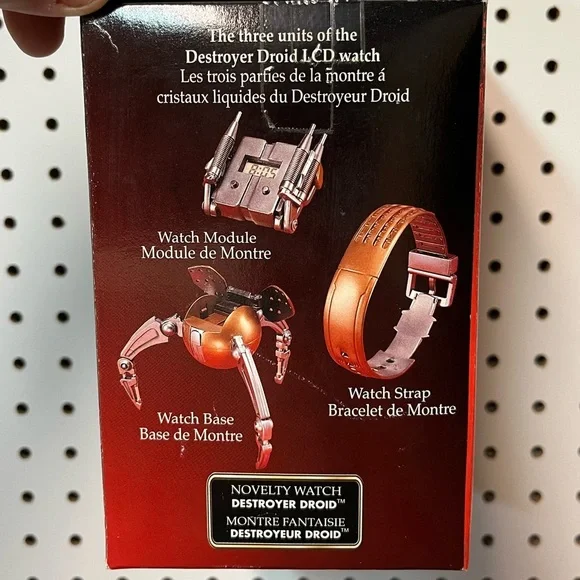 The three units of the
Destroyer Droid LCD watch
Les trois parties de la montre á
cristaux liquides du Destroyeur Droid
8:05
Watch Module
Module de Montre
Watch Strap
Bracelet de Montre
Watch Base
Base de Montre
NOVELTY WATCH
DESTROYER DROID™
MONTRE FANTAISIE
DESTROYEUR DROID™